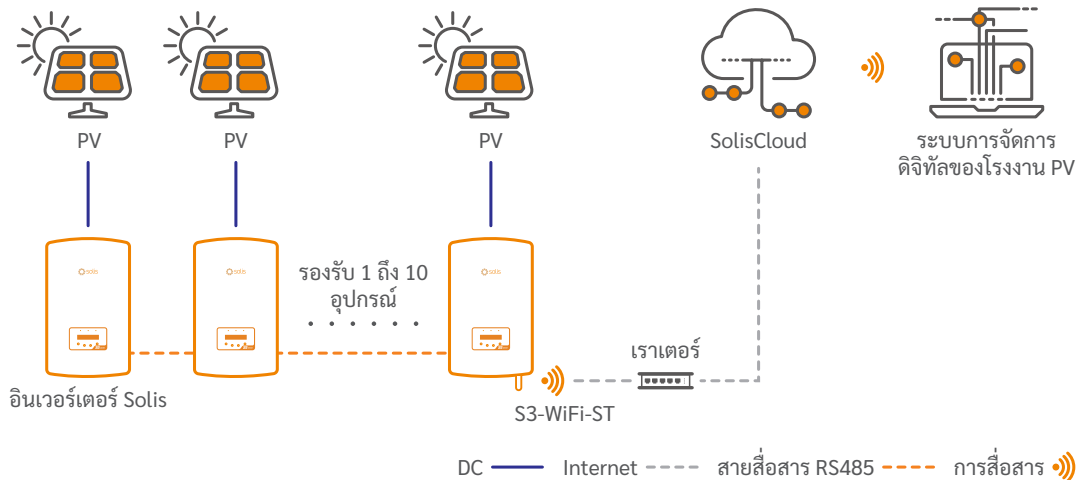 PV
PV
PV
SolisCloud
ระบบการจัดการ
ดิจิทัลของโรงงาน PV
solis
solis
solis
รองรับ 1 ถึง 10
อุปกรณ์
เราเตอร์
อินเวอร์เตอร์ Solis
S3-WiFi-ST
DC
Internet
สายสื่อสาร RS485
การสื่อสาร